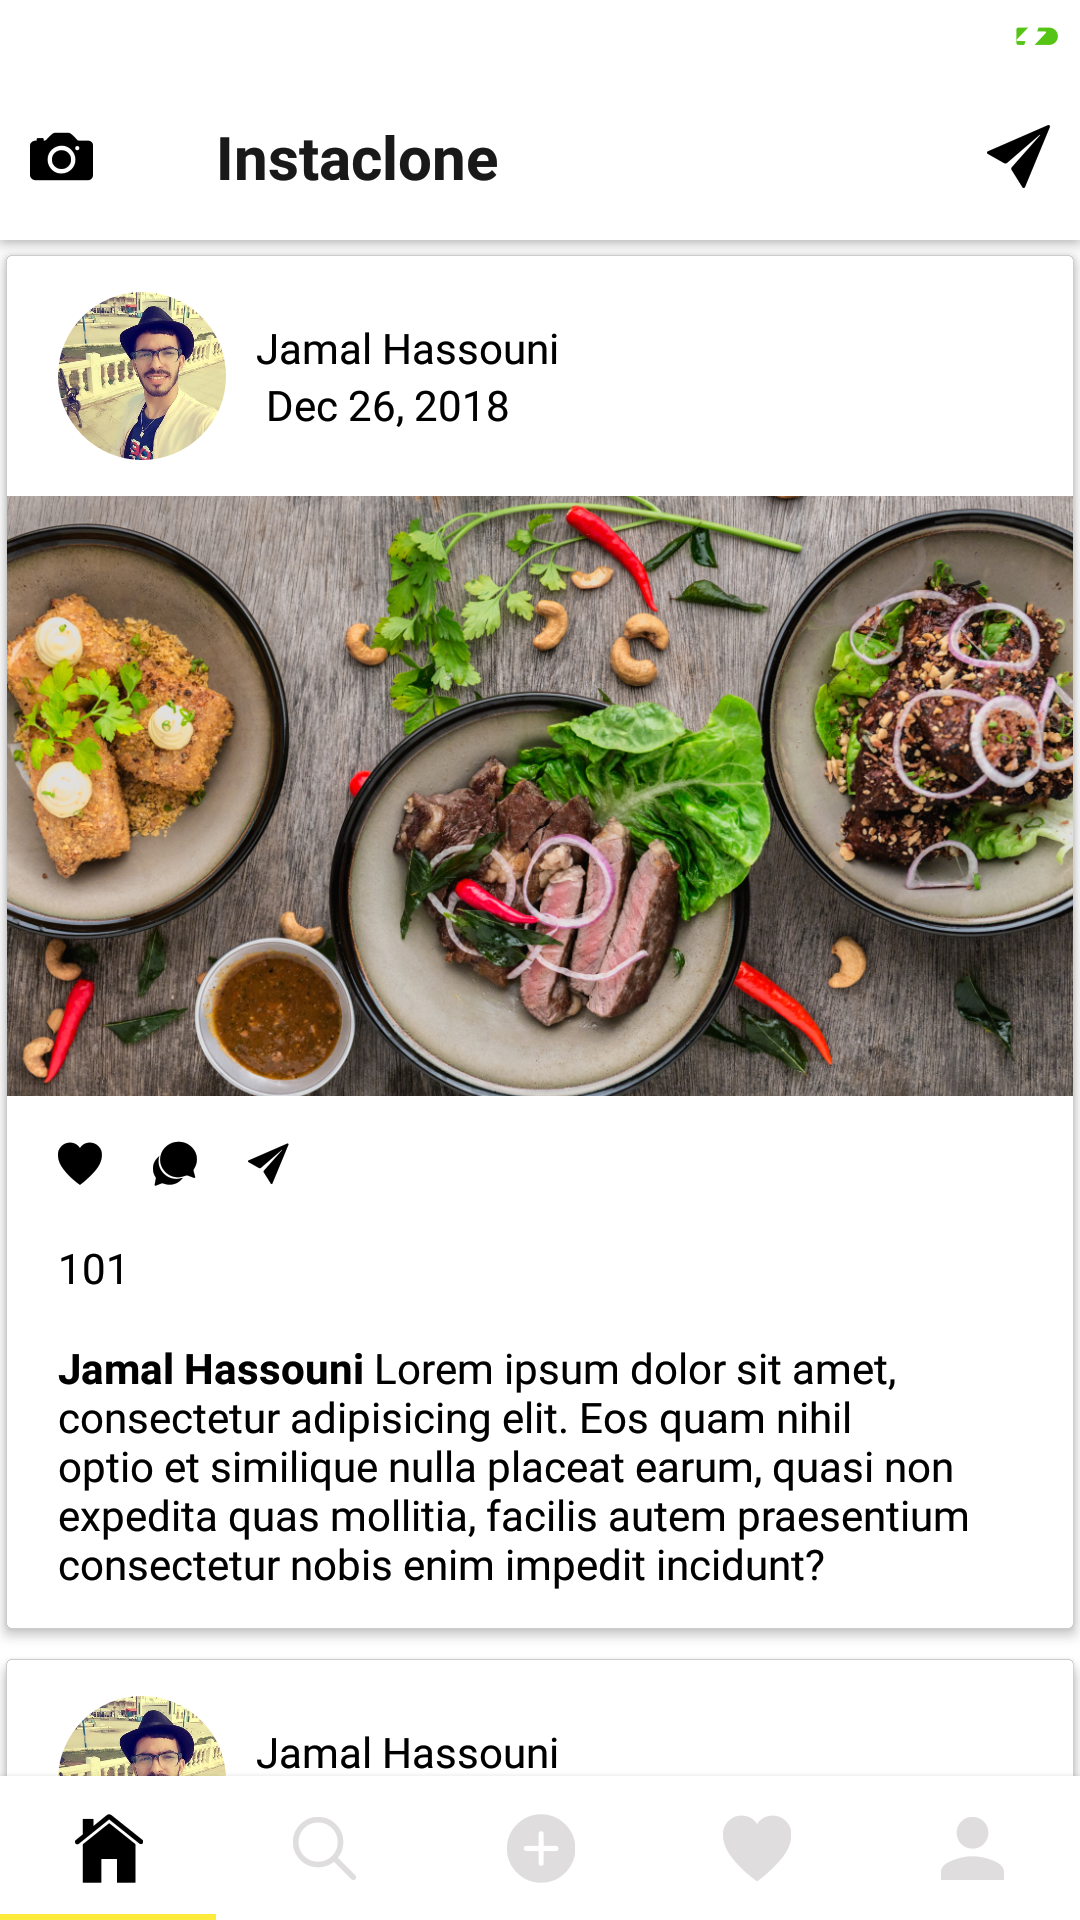 Instaclone
Jamal Hassouni
Dec 26, 2018
101
Jamal Hassouni Lorem ipsum dolor sit amet,
consectetur adipisicing elit. Eos quam nihil
optio et similique nulla placeat earum, quasi non
expedita quas mollitia, facilis autem praesentium
consectetur nobis enim impedit incidunt?
Jamal Hassouni